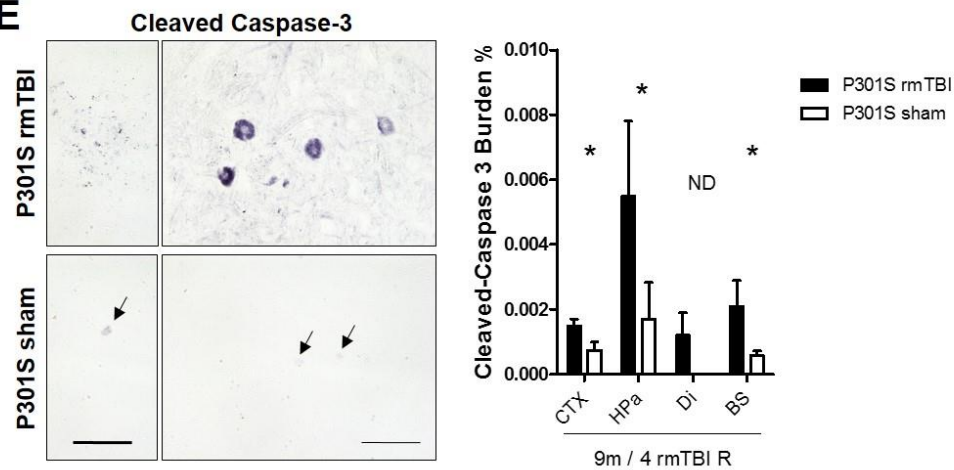 E
Cleaved Caspase-3
P301S rmTBI
P301S sham
Cleaved-Caspase 3 Burden %
0.010
0.008
0.006
0.004
0.002
0.000
*
*
*
ND
P301S rmTBI
P301S sham
CTX
HPa
Di
BS
9m / 4 rmTBI R